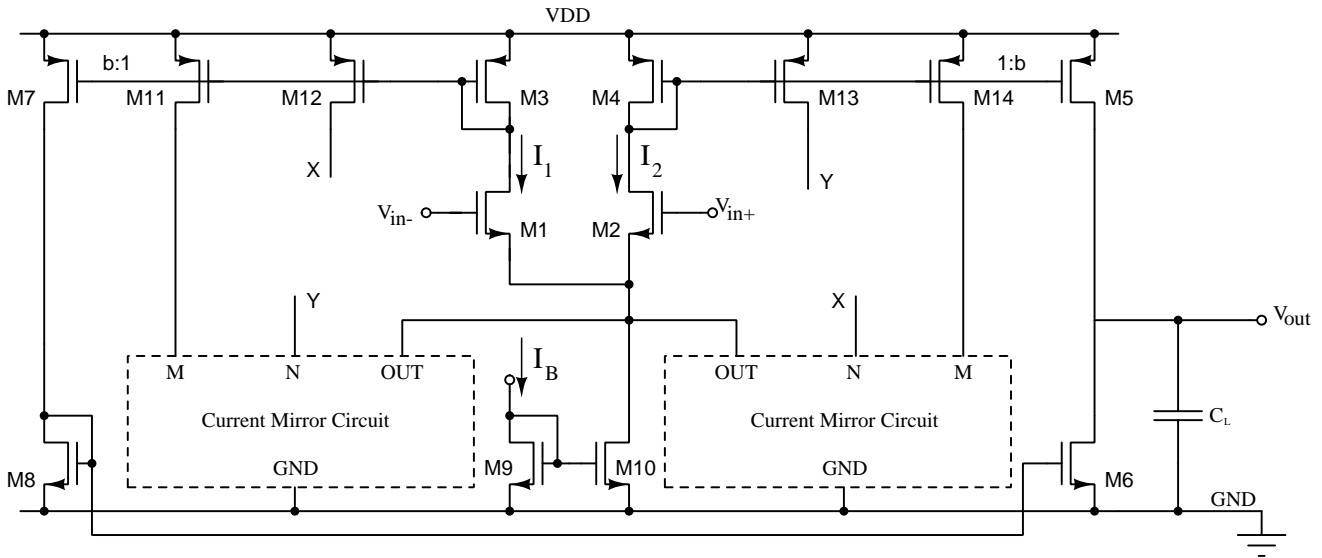 VDD
b:1
1:b
M7
M11
M12
M3
M4
M13
M14
M5
X
I1
I2
Y
Vin-
M1
M2
Vin+
Y
X
Vout
IB
M
N
OUT
OUT
N
M
Current Mirror Circuit
Current Mirror Circuit
CL
M8
GND
M9
M10
GND
M6
GND